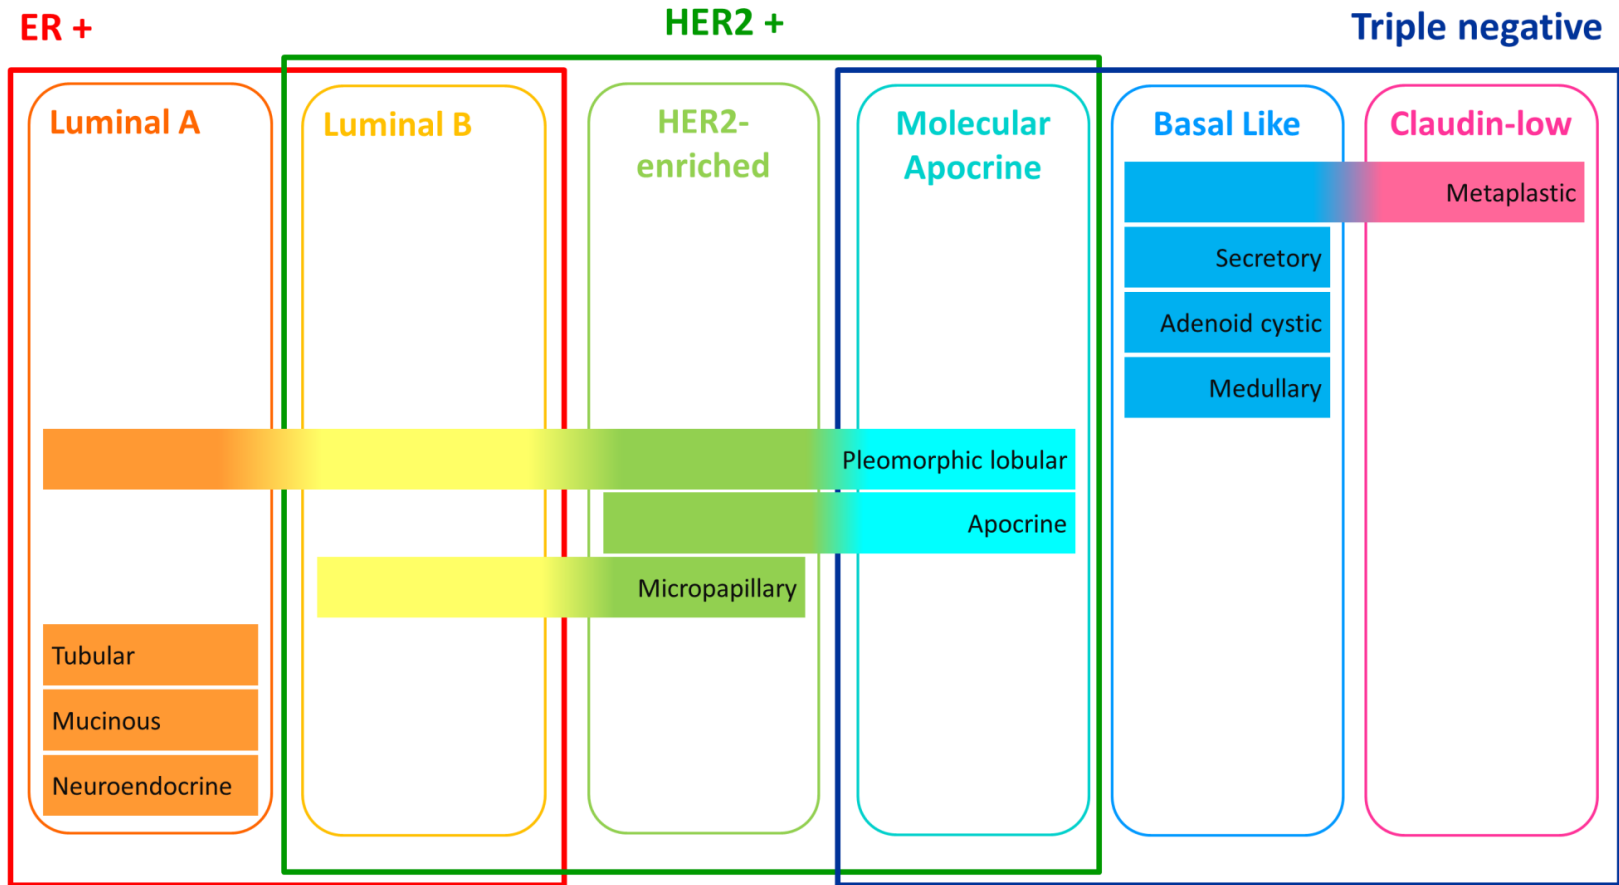 ER +
HER2 +
Triple negative
Luminal A
Luminal B
HER2-
enriched
Molecular
Apocrine
Basal Like
Claudin-low
Metaplastic
Secretory
Adenoid cystic
Medullary
Pleomorphic lobular
Apocrine
Micropapillary
Tubular
Mucinous
Neuroendocrine